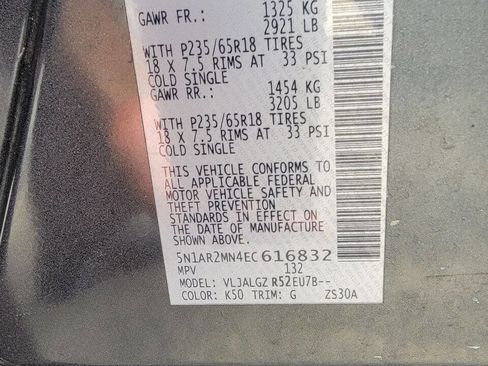 GAWR FR.: 1325 KG
2921 LB
WITH P235/65R18 TIRES
18 X 7.5 RIMS AT 33 PSI
COLD SINGLE
GAWR RR.: 1454 KG
3205 LB
WITH P235/65R18 TIRES
18 X 7.5 RIMS AT 33 PSI
COLD SINGLE
THIS VEHICLE CONFORMS TO
ALL APPLICABLE FEDERAL
MOTOR VEHICLE SAFETY AND
THEFT PREVENTION
STANDARDS IN EFFECT ON
THE DATE OF MANUFACTURE
SHOWN ABOVE.
5N1AR2MN4EC616832
MPV 132
MODEL: VLJALGZ R52EU7B--
COLOR: K50 TRIM: G ZS30A